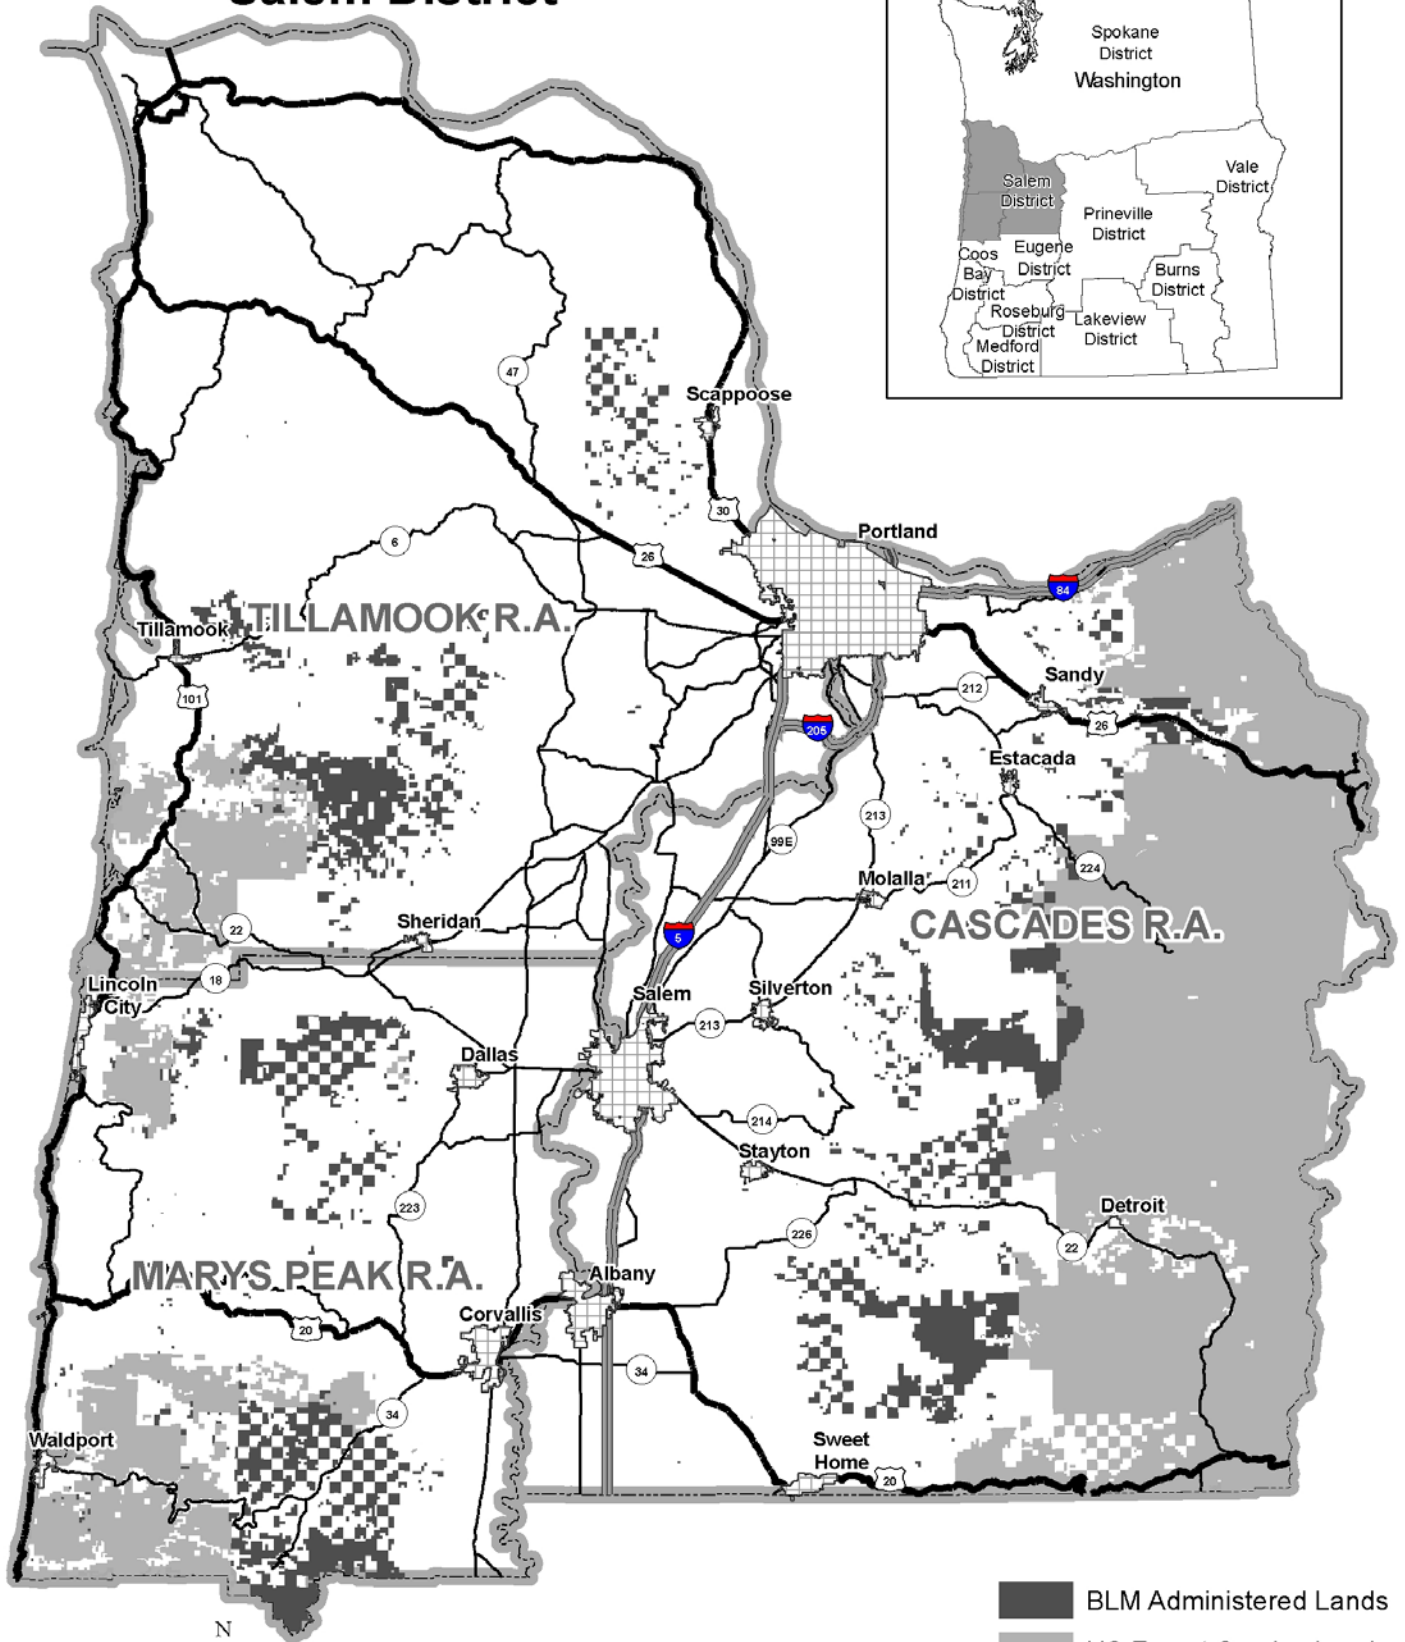 Salem District
Spokane
District
Washington
Vale
District
Salem
District
Prineville
District
Coos
Bay
District
Eugene
District
Burns
District
Roseburg
District
Lakeview
District
Medford
District
47
Scappoose
30
Portland
6
26
84
TILLAMOOK R.A.
Tillamook
101
212
Sandy
26
205
Estacada
213
99E
224
Molalla
211
CASCADES R.A.
Sheridan
22
5
18
Lincoln
City
Salem
Silverton
213
Dallas
214
Stayton
223
226
Detroit
22
MARYS PEAK R.A.
Albany
Corvallis
20
34
34
Waldport
Sweet
Home
20
N
BLM Administered Lands